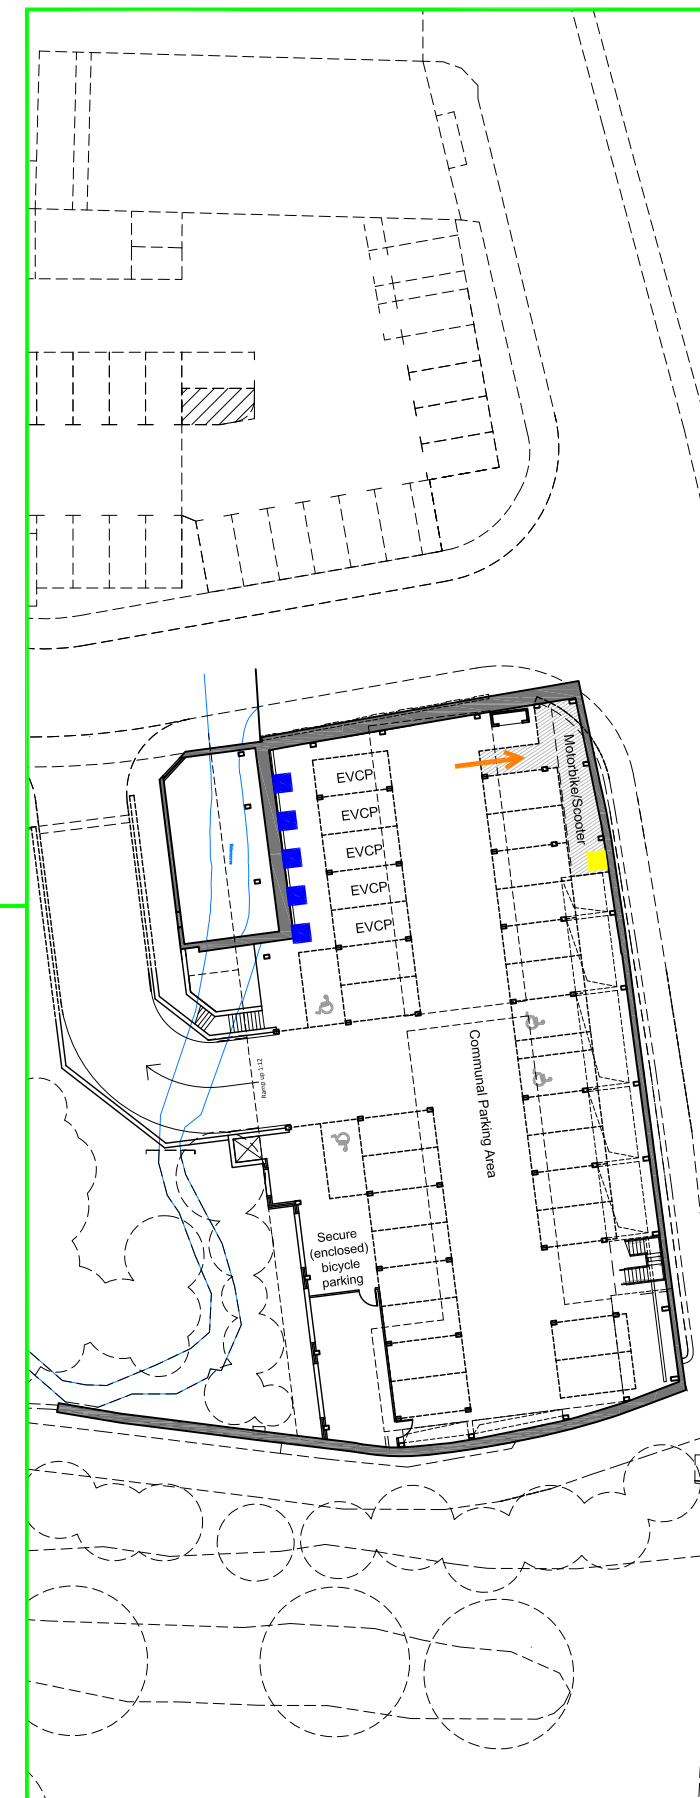 EVCP
EVCP
EVCP
EVCP
EVCP
Motorbike/Scooter
Communal Parking Area
Ramp up 1:12
Secure
(enclosed)
bicycle
parking